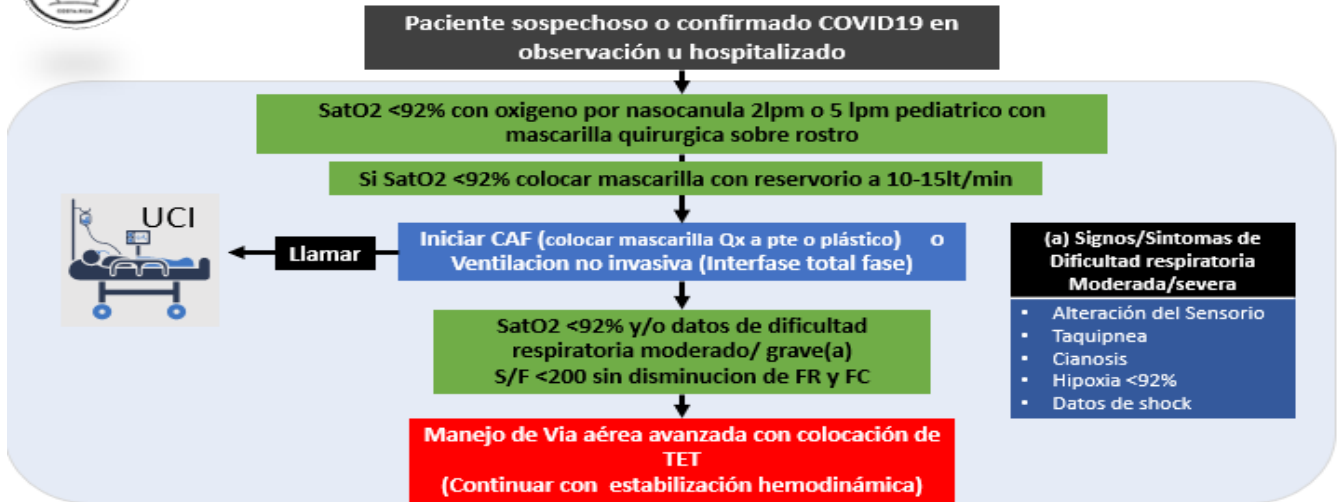 COSTA RICA
Paciente sospechoso o confirmado COVID19 en
observación u hospitalizado
SatO2 <92% con oxigeno por nasocanula 2lpm o 5 lpm pediatrico con
mascarilla quirurgica sobre rostro
Si SatO2 <92% colocar mascarilla con reservorio a 10-15lt/min
UCI
Llamar
Iniciar CAF (colocar mascarilla Qx a pte o plástico) o
Ventilacion no invasiva (Interfase total fase)
(a) Signos/Sintomas de
Dificultad respiratoria
Moderada/severa
• Alteración del Sensorio
• Taquipnea
• Cianosis
• Hipoxia <92%
• Datos de shock
SatO2 <92% y/o datos de dificultad
respiratoria moderado/ grave(a)
S/F <200 sin disminucion de FR y FC
Manejo de Via aérea avanzada con colocación de
TET
(Continuar con estabilización hemodinámica)